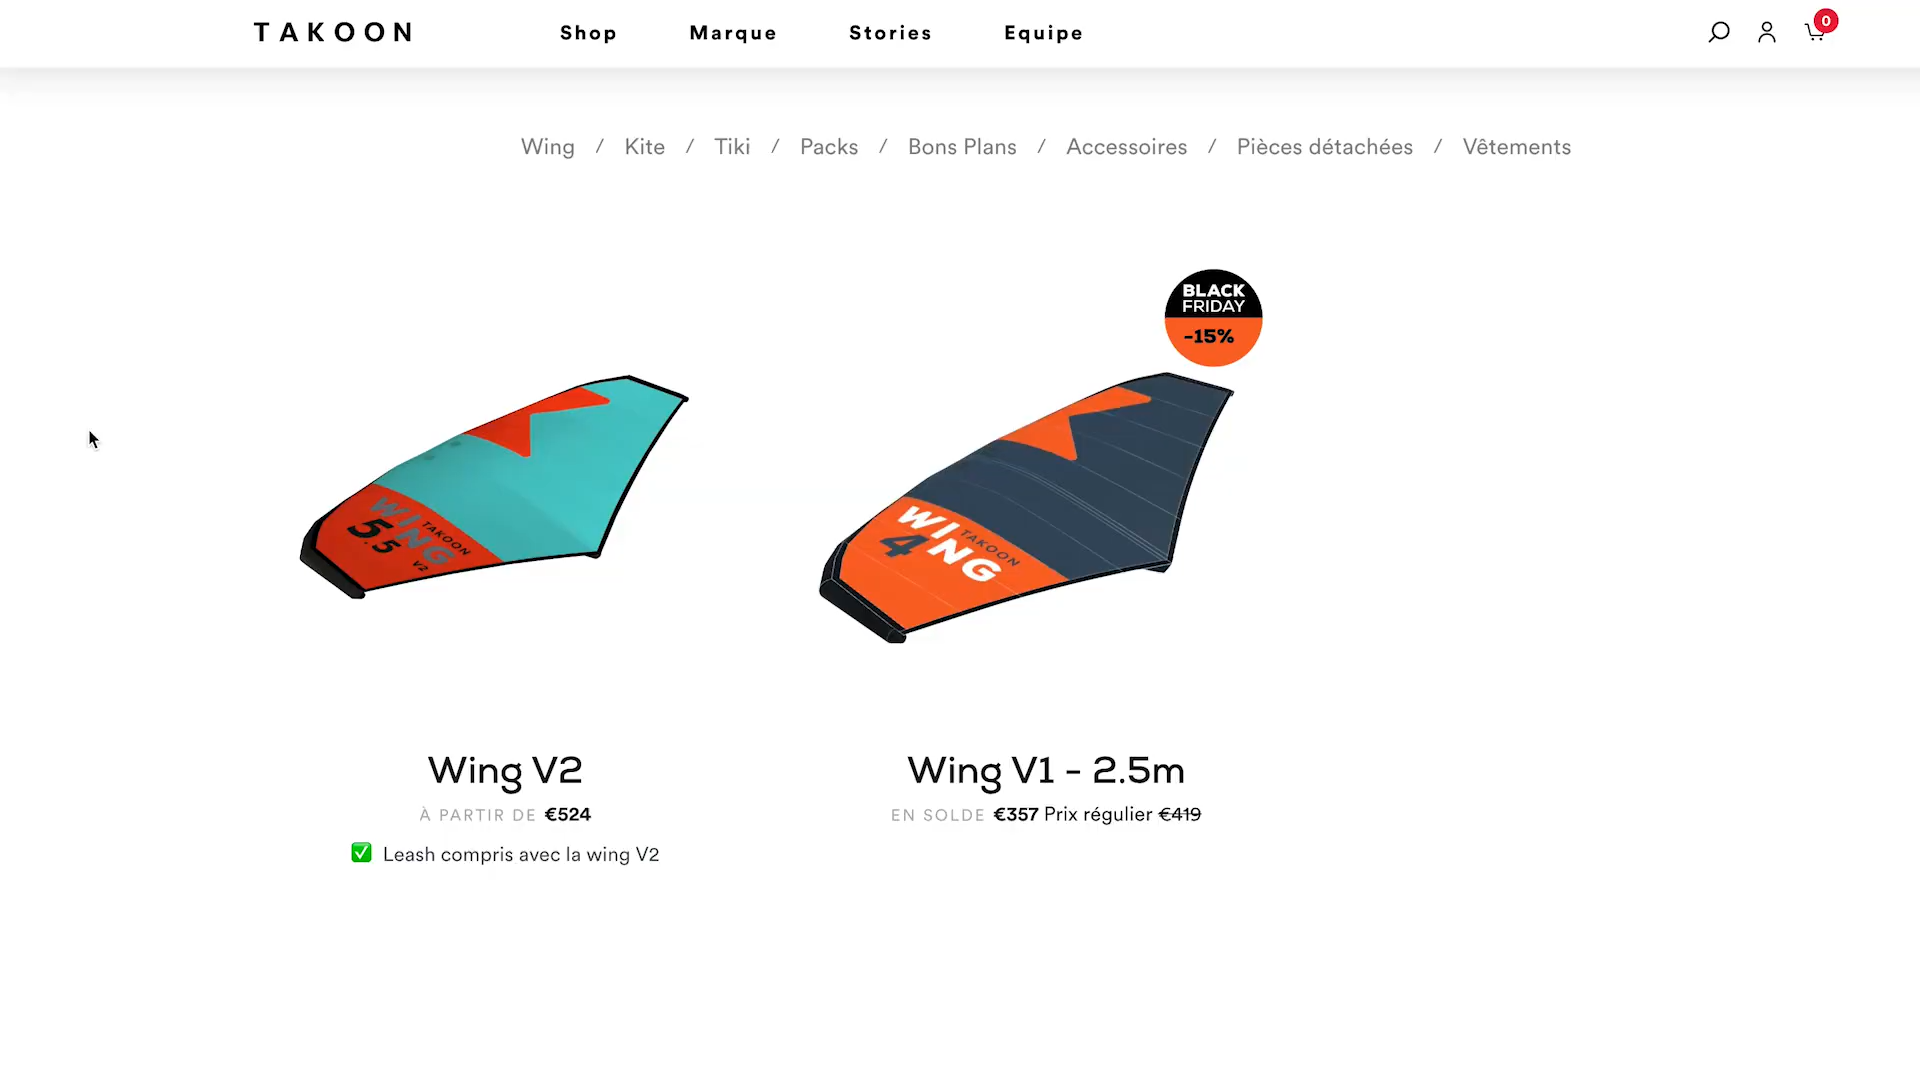 TAKOON
Shop
Marque
Stories
Equipe
0
Wing / Kite / Tiki / Packs / Bons Plans / Accessoires / Pièces détachées / Vêtements
BLACK
FRIDAY
-15%
WING
TAKOON
5.5
V2
WING
TAKOON
4
Wing V2
À PARTIR DE €524
✅ Leash compris avec la wing V2
Wing V1 - 2.5m
EN SOLDE €357 Prix régulier €419